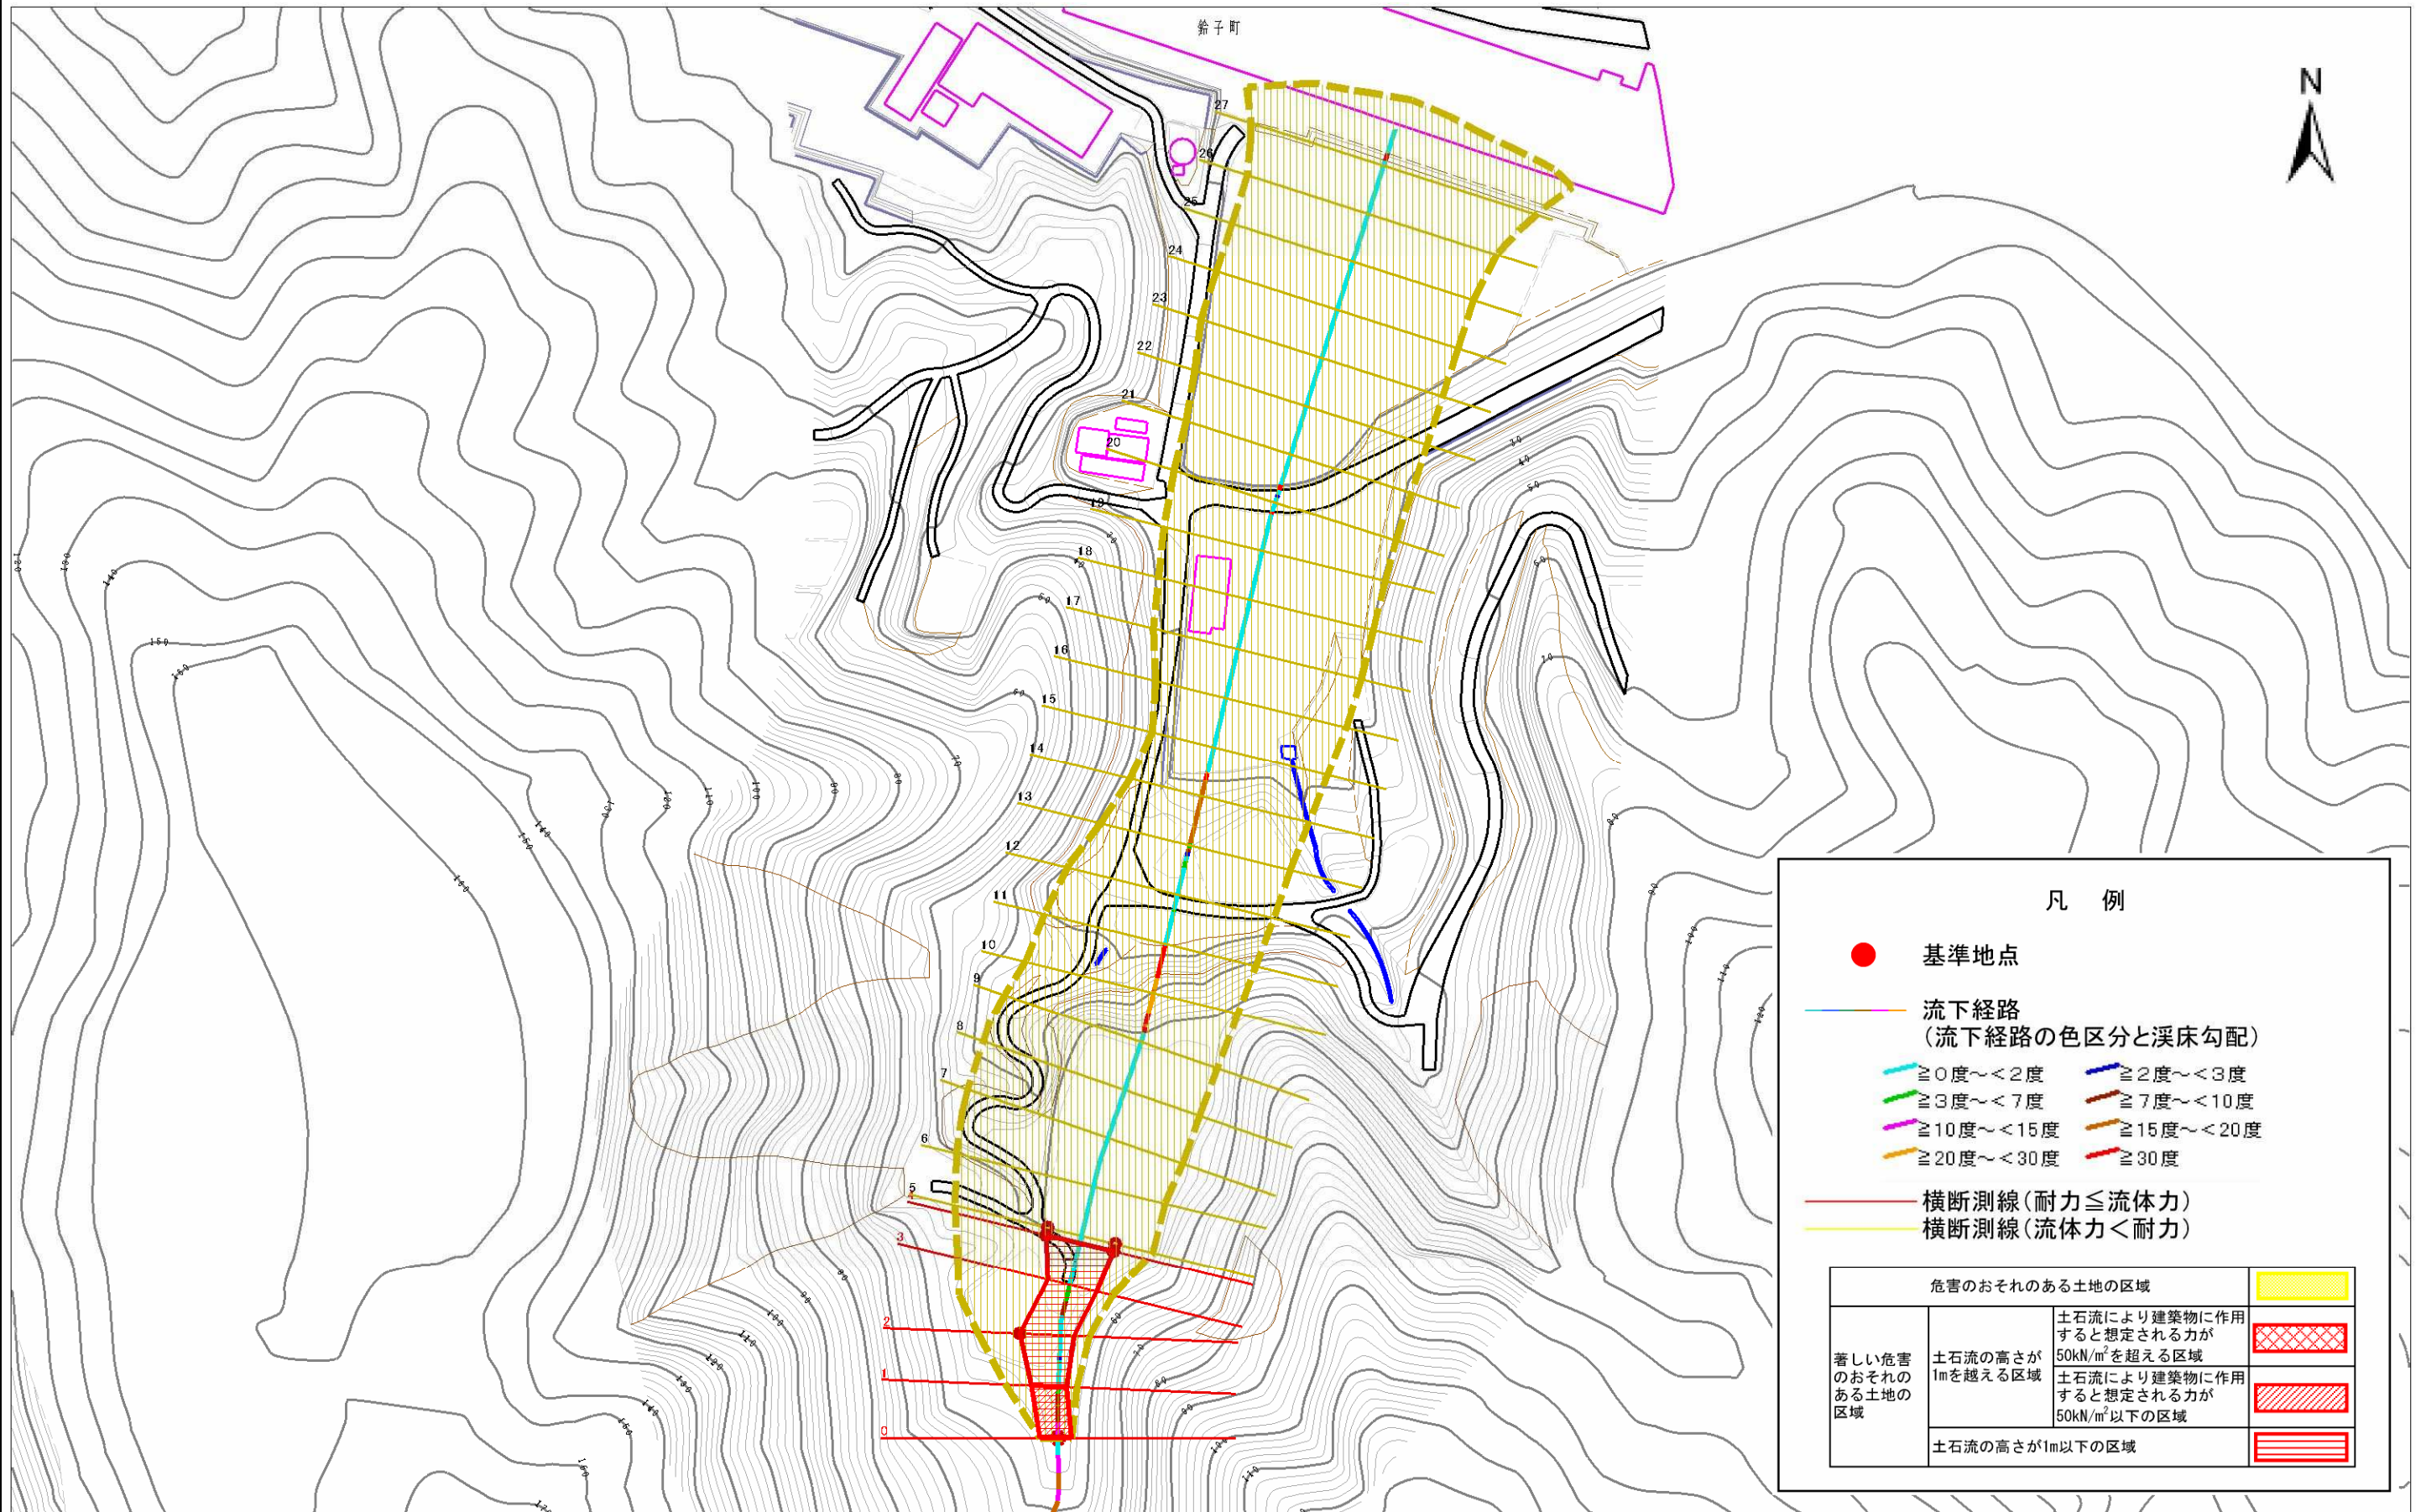 鈴子町
N
27
26
25
24
23
22
21
20
19
18
17
16
15
14
13
12
11
10
9
8
7
6
5
3
2
1
0
凡 例
基準地点
流下経路
(流下経路の色区分と渓床勾配)
≧0度～<2度 ≧2度～<3度
≧3度～<7度 ≧7度～<10度
≧10度～<15度 ≧15度～<20度
≧20度～<30度 ≧30度
横断測線(耐力≦流体力)
横断測線(流体力<耐力)
危害のおそれのある土地の区域
著しい危害
のおそれの
ある土地の
区域
土石流の高さが
1mを越える区域
土石流により建築物に作用
すると想定される力が
50kN/m²を超える区域
土石流により建築物に作用
すると想定される力が
50kN/m²以下の区域
土石流の高さが1m以下の区域